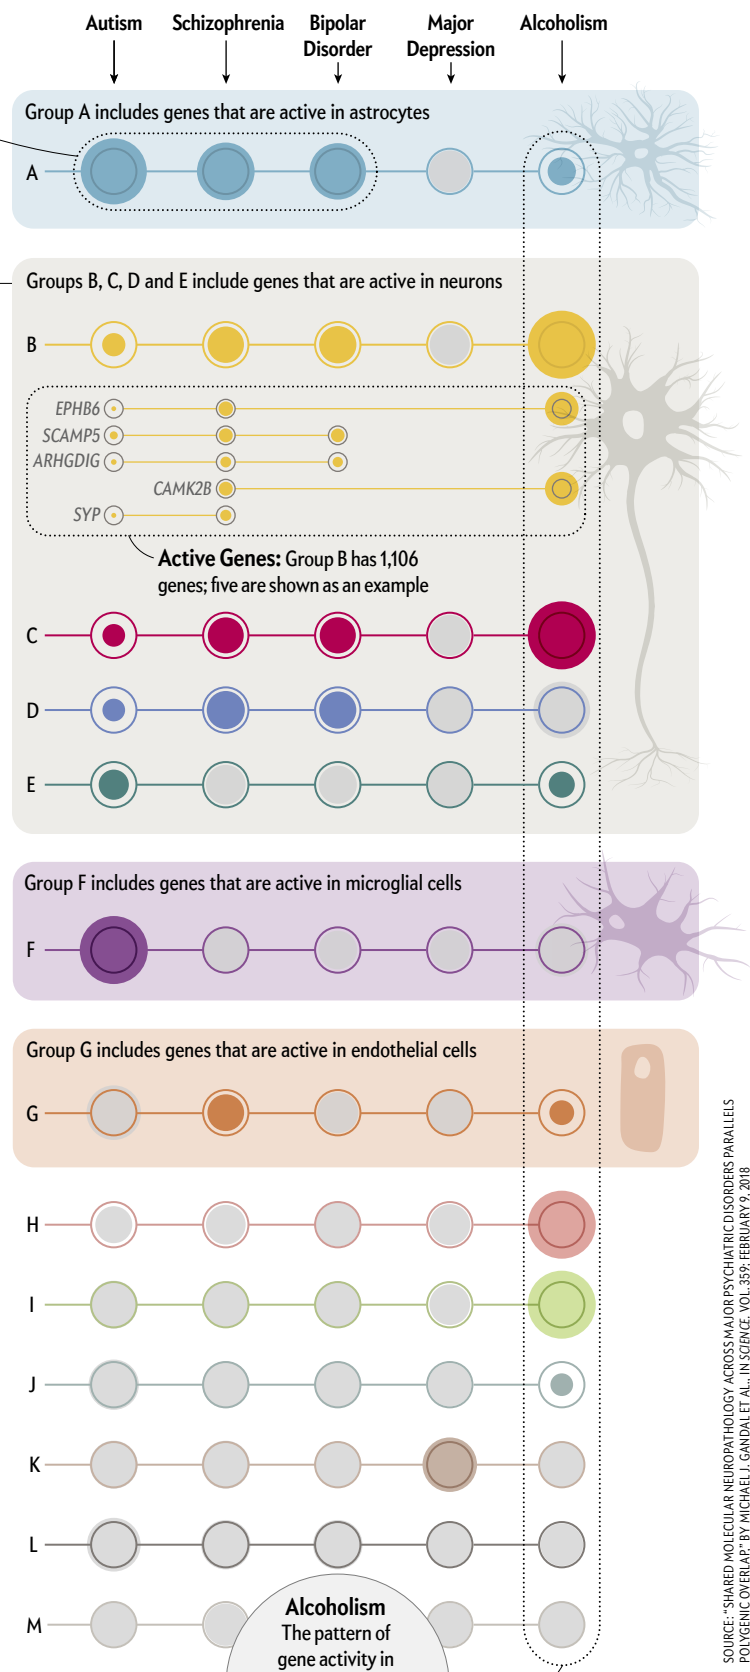 Autism
Schizophrenia
Bipolar
Disorder
Major
Depression
Alcoholism
Group A includes genes that are active in astrocytes
A
Groups B, C, D and E include genes that are active in neurons
B
EPHB6
SCAMP5
ARHGDIG
CAMK2B
SYP
Active Genes: Group B has 1,106
genes; five are shown as an example
C
D
E
Group F includes genes that are active in microglial cells
F
Group G includes genes that are active in endothelial cells
G
H
I
J
K
L
M
Alcoholism
The pattern of
gene activity in
SOURCE: “SHARED MOLECULAR NEUROPATHOLOGY ACROSS MAJOR PSYCHIATRIC DISORDERS PARALLELS
POLYGENIC OVERLAP,” BY MICHAEL J. GANDAL ET AL., IN SCIENCE, VOL. 359; FEBRUARY 9, 2018